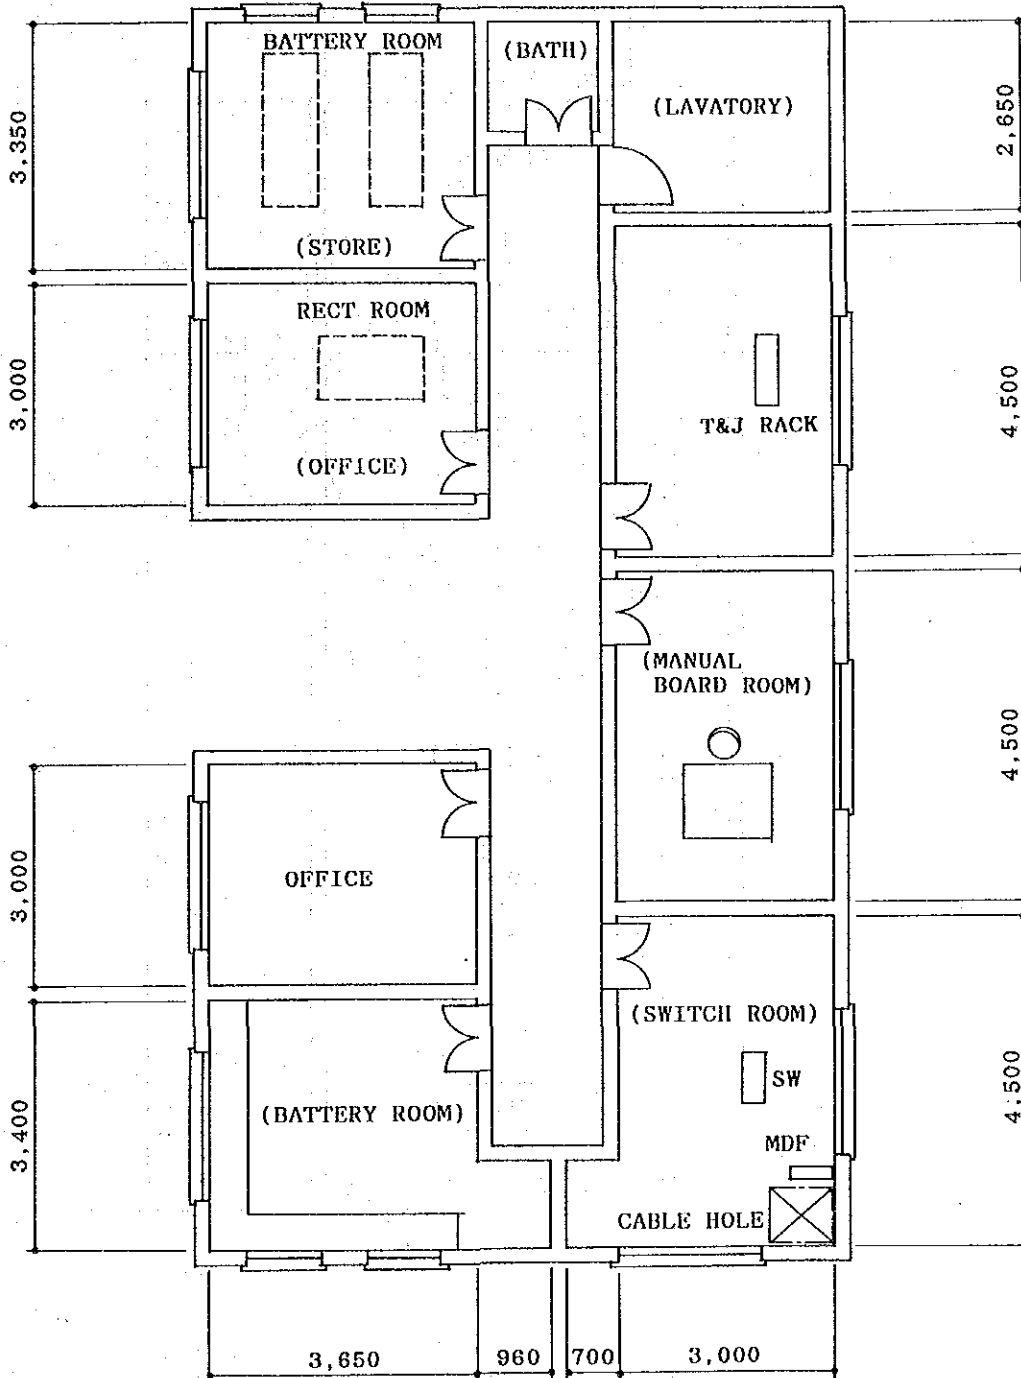 BATTERY ROOM
(BATH)
(LAVATORY)
3,350
2,650
(STORE)
RECT ROOM
3,000
4,500
T&J RACK
(OFFICE)
(MANUAL
BOARD ROOM)
4,500
OFFICE
3,000
(SWITCH ROOM)
SW
(BATTERY ROOM)
3,400
4,500
MDF
CABLE HOLE
3,650
960
700
3,000